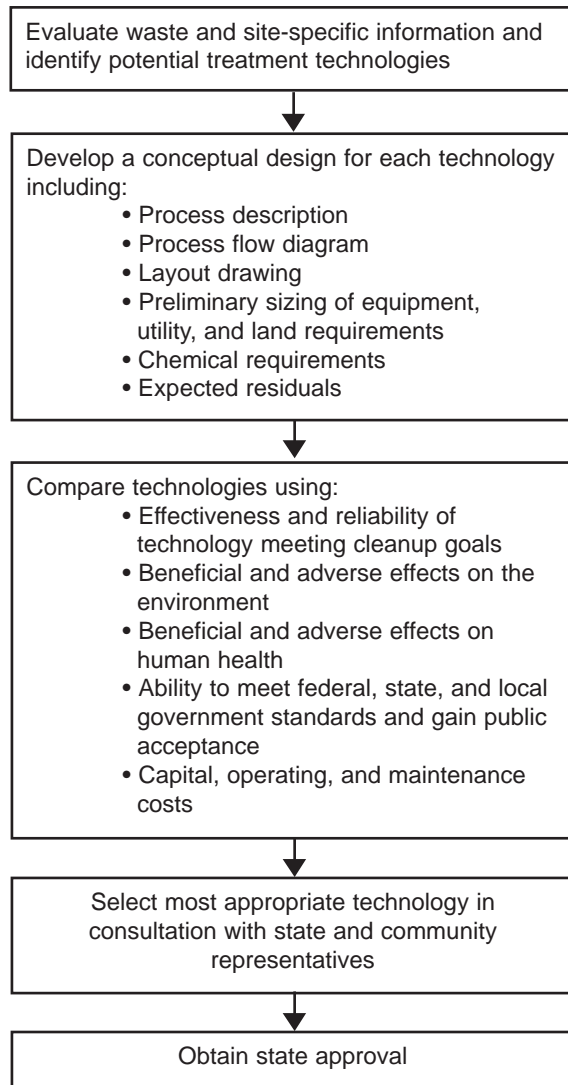 Evaluate waste and site-specific information and
identify potential treatment technologies
Develop a conceptual design for each technology
including:
• Process description
• Process flow diagram
• Layout drawing
• Preliminary sizing of equipment,
utility, and land requirements
• Chemical requirements
• Expected residuals
Compare technologies using:
• Effectiveness and reliability of
technology meeting cleanup goals
• Beneficial and adverse effects on the
environment
• Beneficial and adverse effects on
human health
• Ability to meet federal, state, and local
government standards and gain public
acceptance
• Capital, operating, and maintenance
costs
Select most appropriate technology in
consultation with state and community
representatives
Obtain state approval